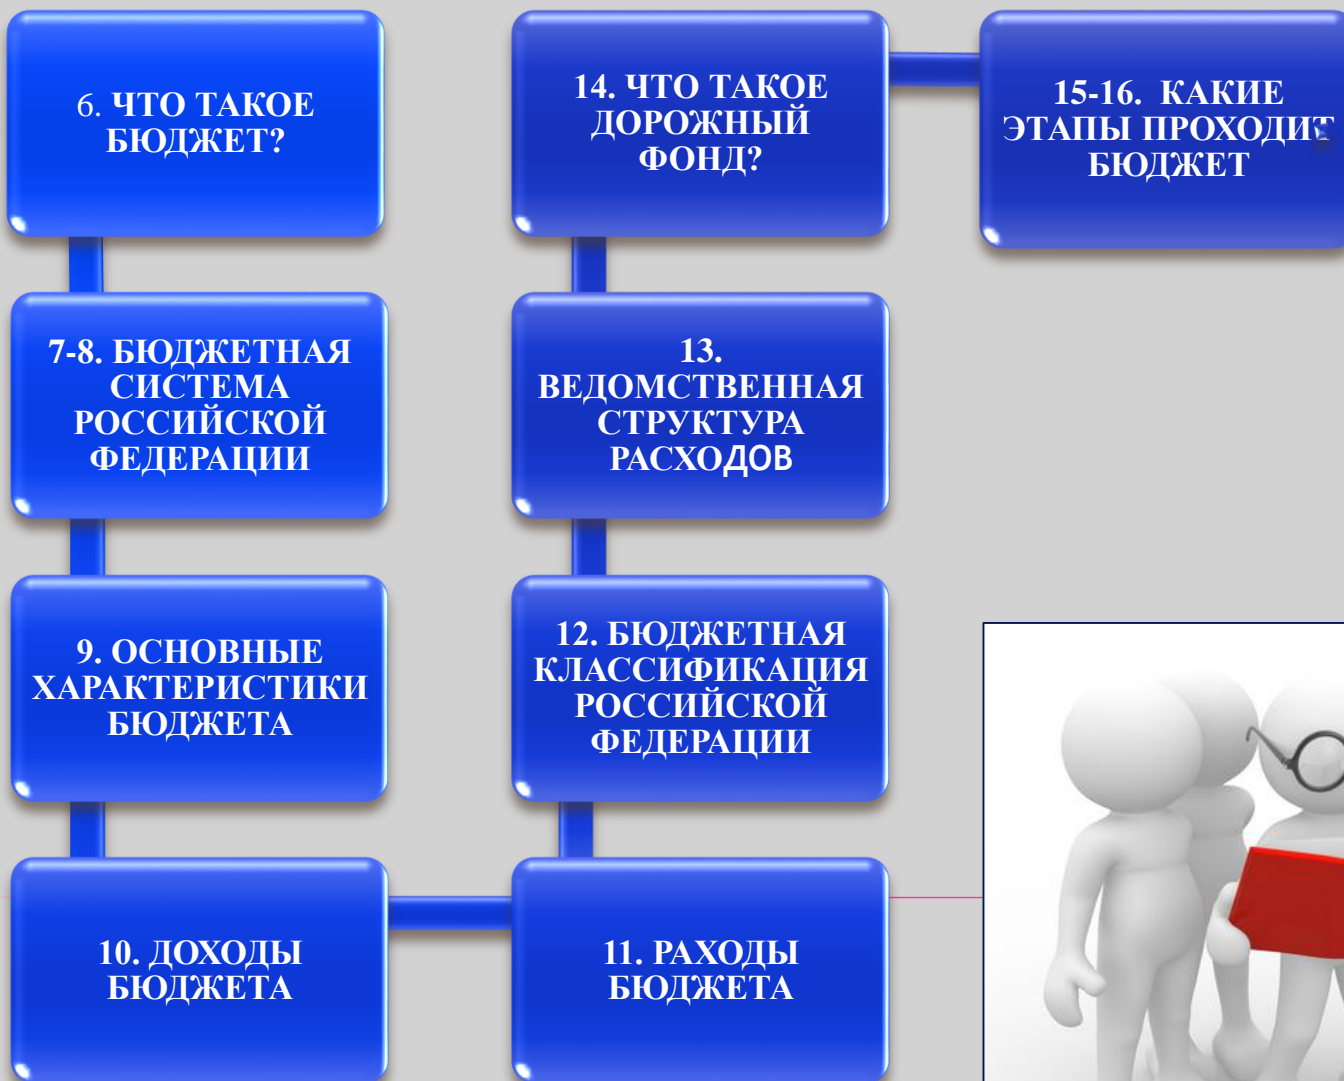 6. ЧТО ТАКОЕ
БЮДЖЕТ?
7-8. БЮДЖЕТНАЯ
СИСТЕМА
РОССИЙСКОЙ
ФЕДЕРАЦИИ
9. ОСНОВНЫЕ
ХАРАКТЕРИСТИКИ
БЮДЖЕТА
10. ДОХОДЫ
БЮДЖЕТА
11. РАХОДЫ
БЮДЖЕТА
12. БЮДЖЕТНАЯ
КЛАССИФИКАЦИЯ
РОССИЙСКОЙ
ФЕДЕРАЦИИ
13.
ВЕДОМСТВЕННАЯ
СТРУКТУРА
РАСХОДОВ
14. ЧТО ТАКОЕ
ДОРОЖНЫЙ
ФОНД?
15-16. КАКИЕ
ЭТАПЫ ПРОХОДИТ
БЮДЖЕТ